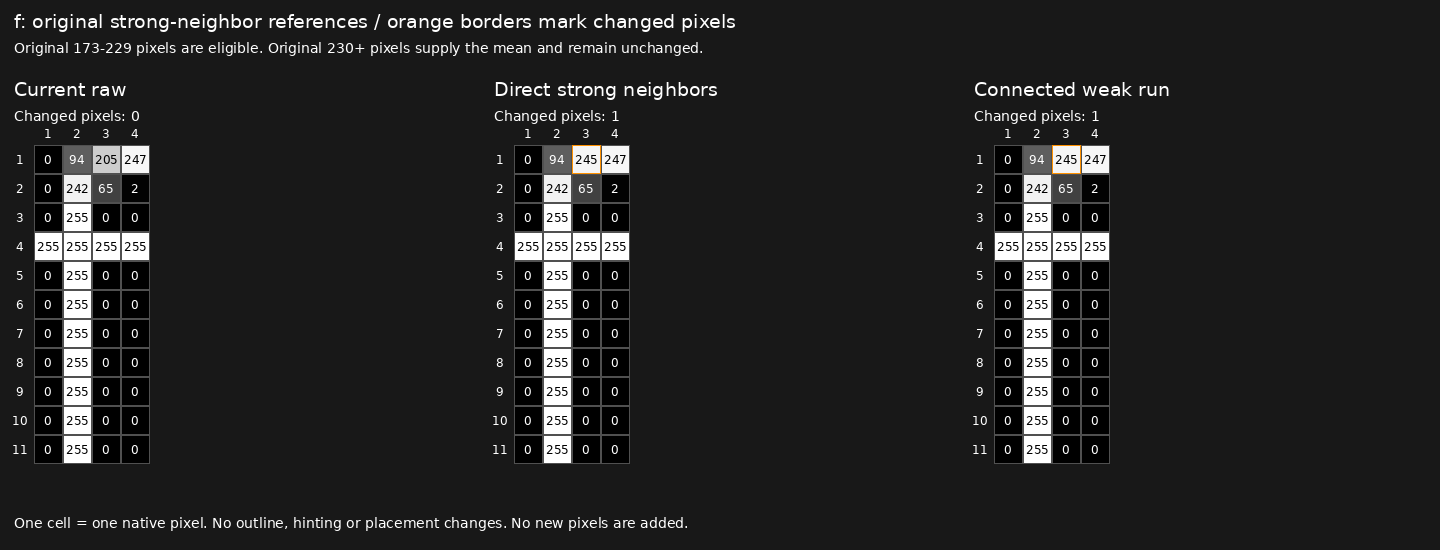 f: original strong-neighbor references / orange borders mark changed pixels
Original 173-229 pixels are eligible. Original 230+ pixels supply the mean and remain unchanged.
Current raw
Changed pixels: 0
1 2 3 4
1 0 94 205 247
2 0 242 65 2
3 0 255 0 0
4 255 255 255 255
5 0 255 0 0
6 0 255 0 0
7 0 255 0 0
8 0 255 0 0
9 0 255 0 0
10 0 255 0 0
11 0 255 0 0
Direct strong neighbors
Changed pixels: 1
1 2 3 4
1 0 94 245 247
2 0 242 65 2
3 0 255 0 0
4 255 255 255 255
5 0 255 0 0
6 0 255 0 0
7 0 255 0 0
8 0 255 0 0
9 0 255 0 0
10 0 255 0 0
11 0 255 0 0
Connected weak run
Changed pixels: 1
1 2 3 4
1 0 94 245 247
2 0 242 65 2
3 0 255 0 0
4 255 255 255 255
5 0 255 0 0
6 0 255 0 0
7 0 255 0 0
8 0 255 0 0
9 0 255 0 0
10 0 255 0 0
11 0 255 0 0
One cell = one native pixel. No outline, hinting or placement changes. No new pixels are added.